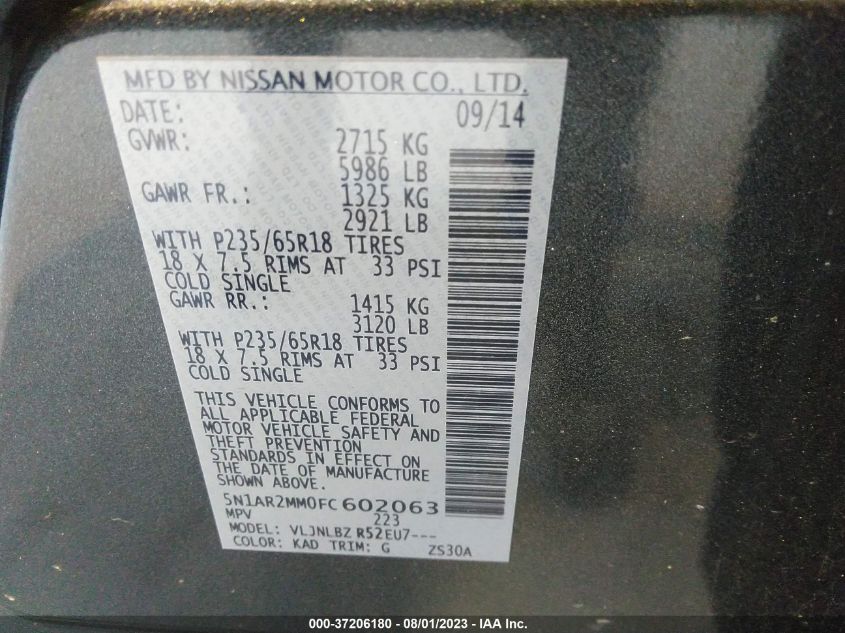 MFD BY NISSAN MOTOR CO., LTD.
DATE: 09/14
GVWR: 2715 KG
5986 LB
GAWR FR.: 1325 KG
2921 LB
WITH P235/65R18 TIRES
18 X 7.5 RIMS AT 33 PSI
COLD SINGLE
GAWR RR.: 1415 KG
3120 LB
WITH P235/65R18 TIRES
18 X 7.5 RIMS AT 33 PSI
COLD SINGLE
THIS VEHICLE CONFORMS TO
ALL APPLICABLE FEDERAL
MOTOR VEHICLE SAFETY AND
THEFT PREVENTION
STANDARDS IN EFFECT ON
THE DATE OF MANUFACTURE
SHOWN ABOVE.
5N1AR2MM0FC602063
MPV 223
MODEL: VLJNLBZ R52EU7---
COLOR: KAD TRIM: G ZS30A
000-37206180 - 08/01/2023 - IAA Inc.